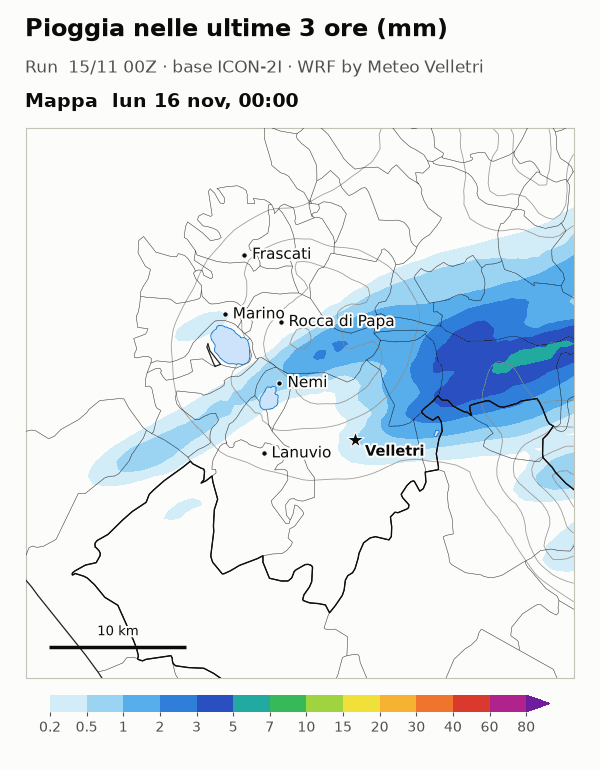 Pioggia nelle ultime 3 ore (mm)
Run 15/11 00Z · base ICON-2I · WRF by Meteo Velletri
Mappa lun 16 nov, 00:00
Frascati
Marino
Rocca di Papa
Nemi
Velletri
Lanuvio
10 km
0.2 0.5 1 2 3 5 7 10 15 20 30 40 60 80